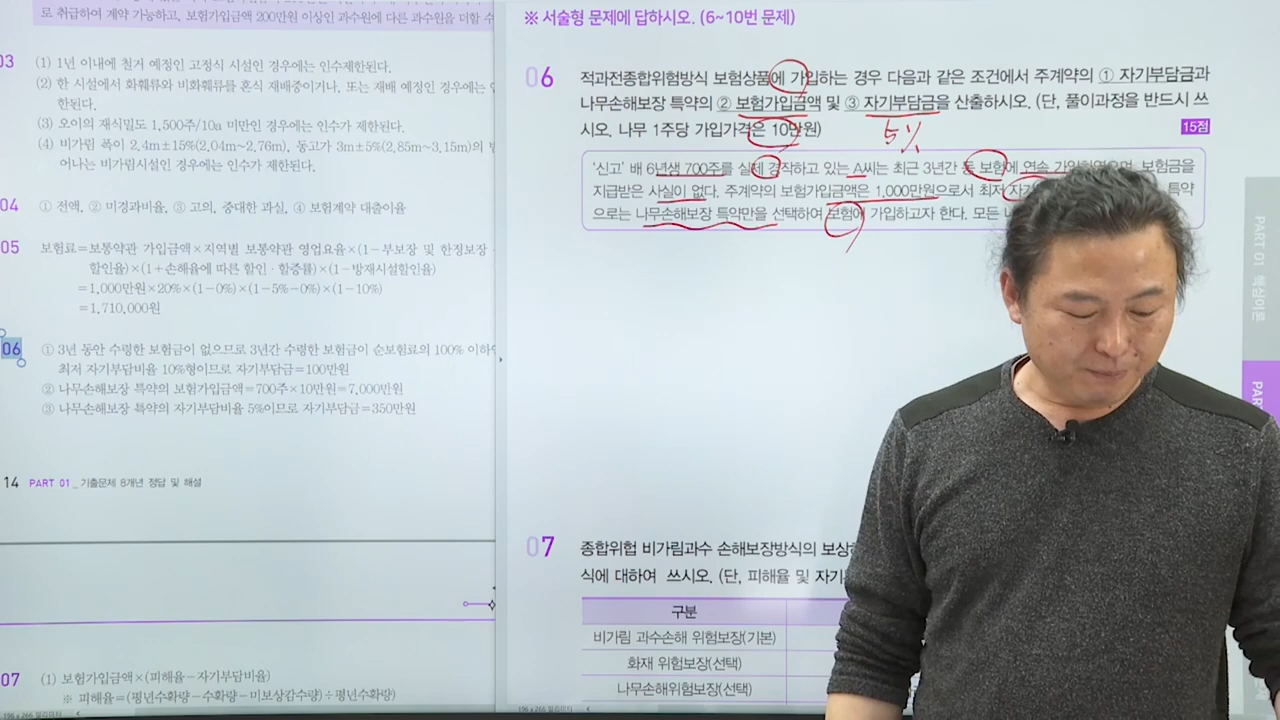 로 취급하여 계약 가능하고, 보험가입금액 200만원 이상인 과수원에 다른 과수원을 더할 수
03 (1) 1년 이내에 철거 예정인 고정식 시설인 경우에는 인수제한된다.
(2) 한 시설에서 화훼류와 비화훼류를 혼식 재배중이거나, 또는 재배 예정인 경우에는 인
한된다.
(3) 오이의 재식밀도 1,500주/10a 미만인 경우에는 인수가 제한된다.
(4) 비가림 폭이 2.4m±15%(2.04m~2.76m), 동고가 3m±5%(2.85m~3.15m)의 범
어나는 비가림시설인 경우에는 인수가 제한된다.
04 ① 전액, ② 미경과비율, ③ 고의, 중대한 과실, ④ 보험계약 대출이율
05 보험료=보통약관 가입금액×지역별 보통약관 영업요율×(1-부보장 및 한정보장
할인율)×(1+손해율에 따른 할인·할증률)×(1-방재시설할인율)
=1,000만원×20%×(1-0%)×(1-5%-0%)×(1-10%)
=1,710,000원
06 ① 3년 동안 수령한 보험금이 없으므로 3년간 수령한 보험금이 순보험료의 100% 이하인
최저 자기부담비율 10%형이므로 자기부담금=100만원
② 나무손해보장 특약의 보험가입금액=700주×10만원=7,000만원
③ 나무손해보장 특약의 자기부담비율 5%이므로 자기부담금=350만원
14 PART 01 _ 기출문제 8개년 정답 및 해설
07 (1) 보험가입금액×(피해율-자기부담비율)
※ 피해율=(평년수확량-수확량-미보상감수량)÷평년수확량
※ 서술형 문제에 답하시오. (6~10번 문제)
06 적과전종합위험방식 보험상품에 가입하는 경우 다음과 같은 조건에서 주계약의 ① 자기부담금과
나무손해보장 특약의 ② 보험가입금액 및 ③ 자기부담금을 산출하시오. (단, 풀이과정을 반드시 쓰
시오. 나무 1주당 가입가격은 10만원) 15점
5%
'신고' 배 6년생 700주를 실제 경작하고 있는 A씨는 최근 3년간 동 보험에 연속 가입하였으며, 보험금을
지급받은 사실이 없다. 주계약의 보험가입금액은 1,000만원으로서 최저 자기 특약
으로는 나무손해보장 특약만을 선택하여 보험에 가입하고자 한다. 모든
07 종합위험 비가림과수 손해보장방식의
식에 대하여 쓰시오. (단, 피해율 및
구분
비가림 과수손해 위험보장(기본)
화재 위험보장(선택)
나무손해위험보장(선택)
PART 01 핵심이론